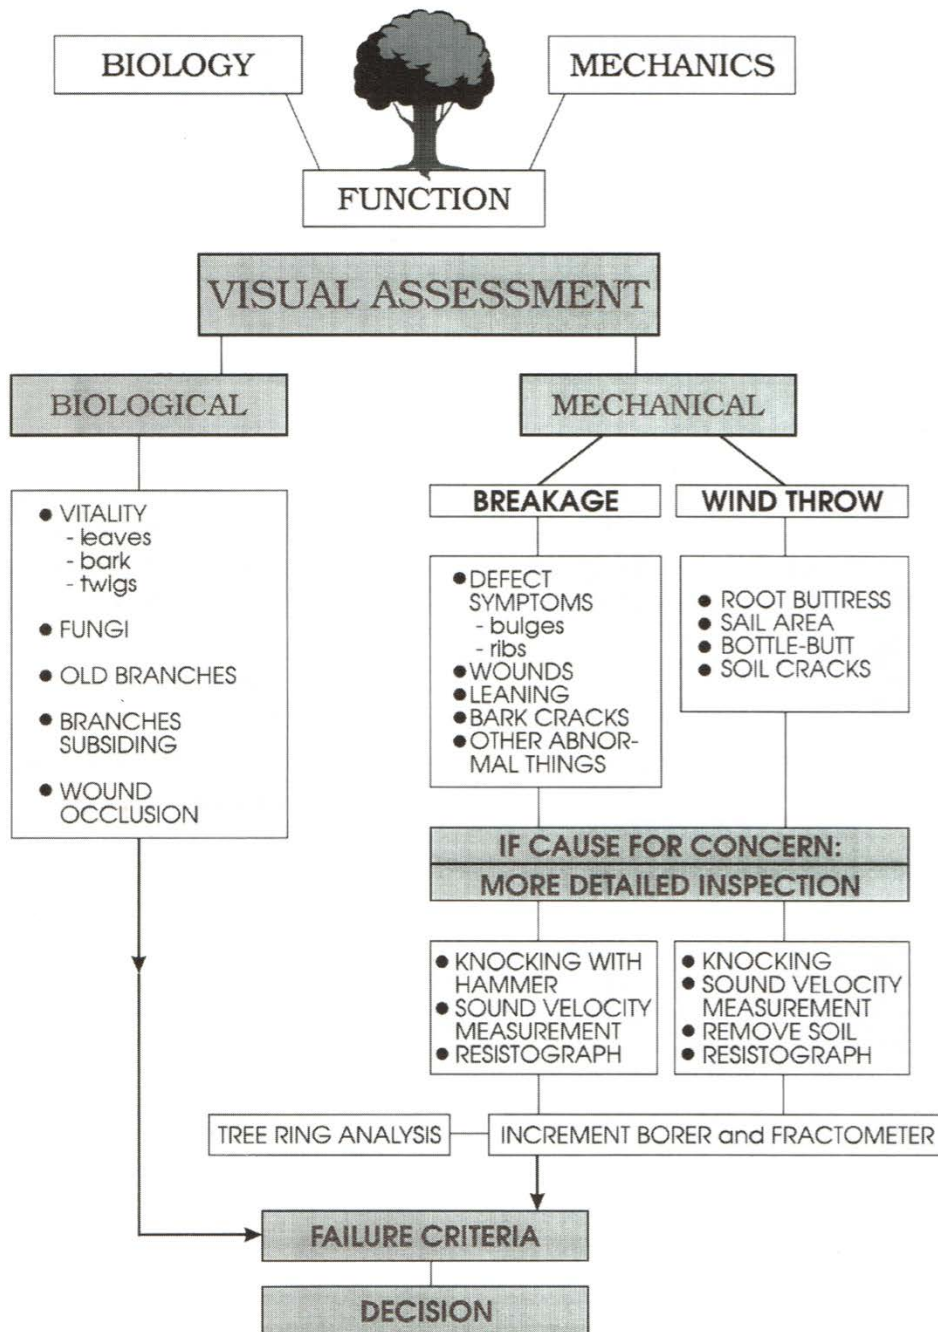 BIOLOGY
MECHANICS
FUNCTION
VISUAL ASSESSMENT
BIOLOGICAL
MECHANICAL
● VITALITY
- leaves
- bark
- twigs
● FUNGI
● OLD BRANCHES
● BRANCHES
SUBSIDING
● WOUND
OCCLUSION
BREAKAGE
● DEFECT
SYMPTOMS
- bulges
- ribs
● WOUNDS
● LEANING
● BARK CRACKS
● OTHER ABNOR-
MAL THINGS
WIND THROW
● ROOT BUTTRESS
● SAIL AREA
● BOTTLE-BUTT
● SOIL CRACKS
IF CAUSE FOR CONCERN:
MORE DETAILED INSPECTION
● KNOCKING WITH
HAMMER
● SOUND VELOCITY
MEASUREMENT
● RESISTOGRAPH
● KNOCKING
● SOUND VELOCITY
MEASUREMENT
● REMOVE SOIL
● RESISTOGRAPH
TREE RING ANALYSIS
INCREMENT BORER and FRACTOMETER
FAILURE CRITERIA
DECISION